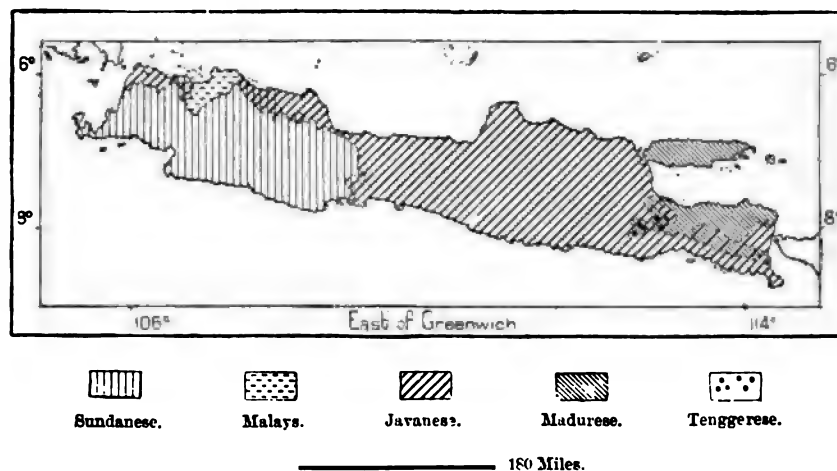 6° 6°
8° 8°
106° East of Greenwich 114°
Sundanese. Malays. Javanese. Madurese. Tenggerese.
180 Miles.